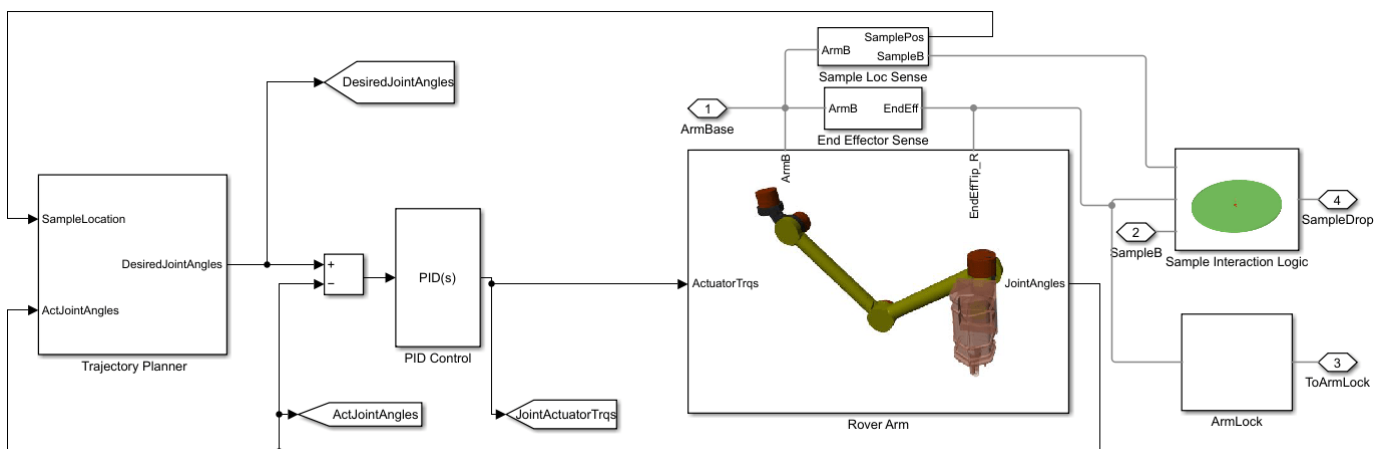 SamplePos
ArmB
SampleB
Sample Loc Sense
DesiredJointAngles
1
ArmBase
ArmB
EndEff
End Effector Sense
ArmB
EndEffTip_R
SampleLocation
DesiredJointAngles
ActJointAngles
Trajectory Planner
+
−
PID(s)
PID Control
ActuatorTrqs
JointAngles
Rover Arm
ActJointAngles
JointActuatorTrqs
2
SampleB
Sample Interaction Logic
4
SampleDrop
ArmLock
3
ToArmLock